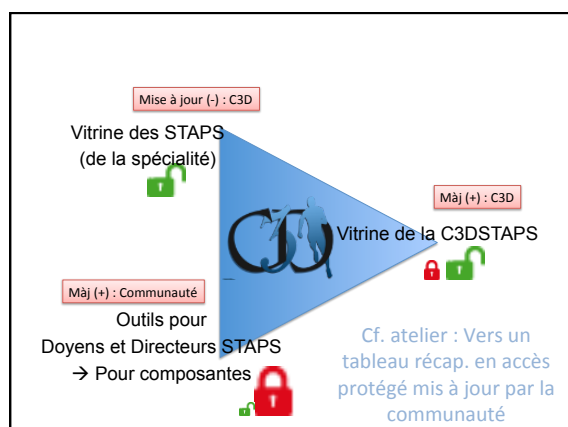 Mise à jour (-) : C3D
Vitrine des STAPS
(de la spécialité)
Màj (+) : C3D
Vitrine de la C3DSTAPS
Màj (+) : Communauté
Outils pour
Doyens et Directeurs STAPS
→ Pour composantes
Cf. atelier : Vers un
tableau récap. en accès
protégé mis à jour par la
communauté
C3D